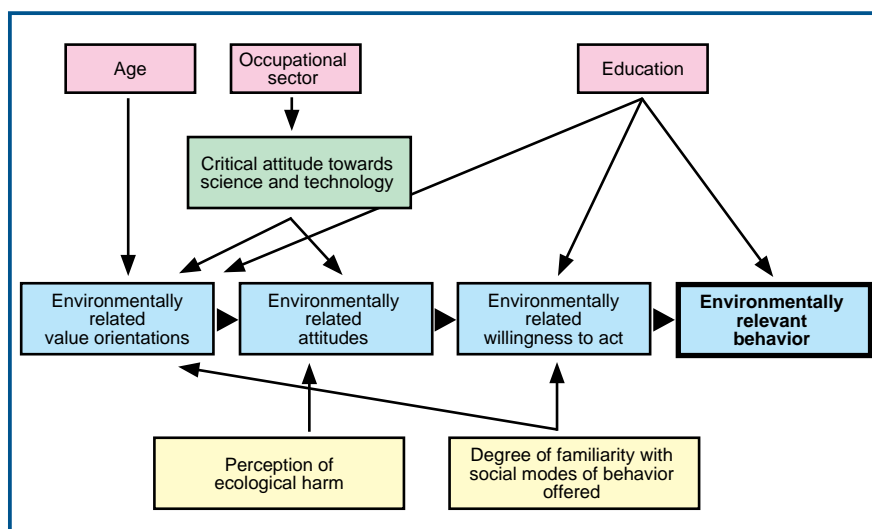 Age
Occupational
sector
Education
Critical attitude towards
science and technology
Environmentally
related
value orientations
Environmentally
related
attitudes
Environmentally
related
willingness to act
Environmentally
relevant
behavior
Perception of
ecological harm
Degree of familiarity with
social modes of behavior
offered